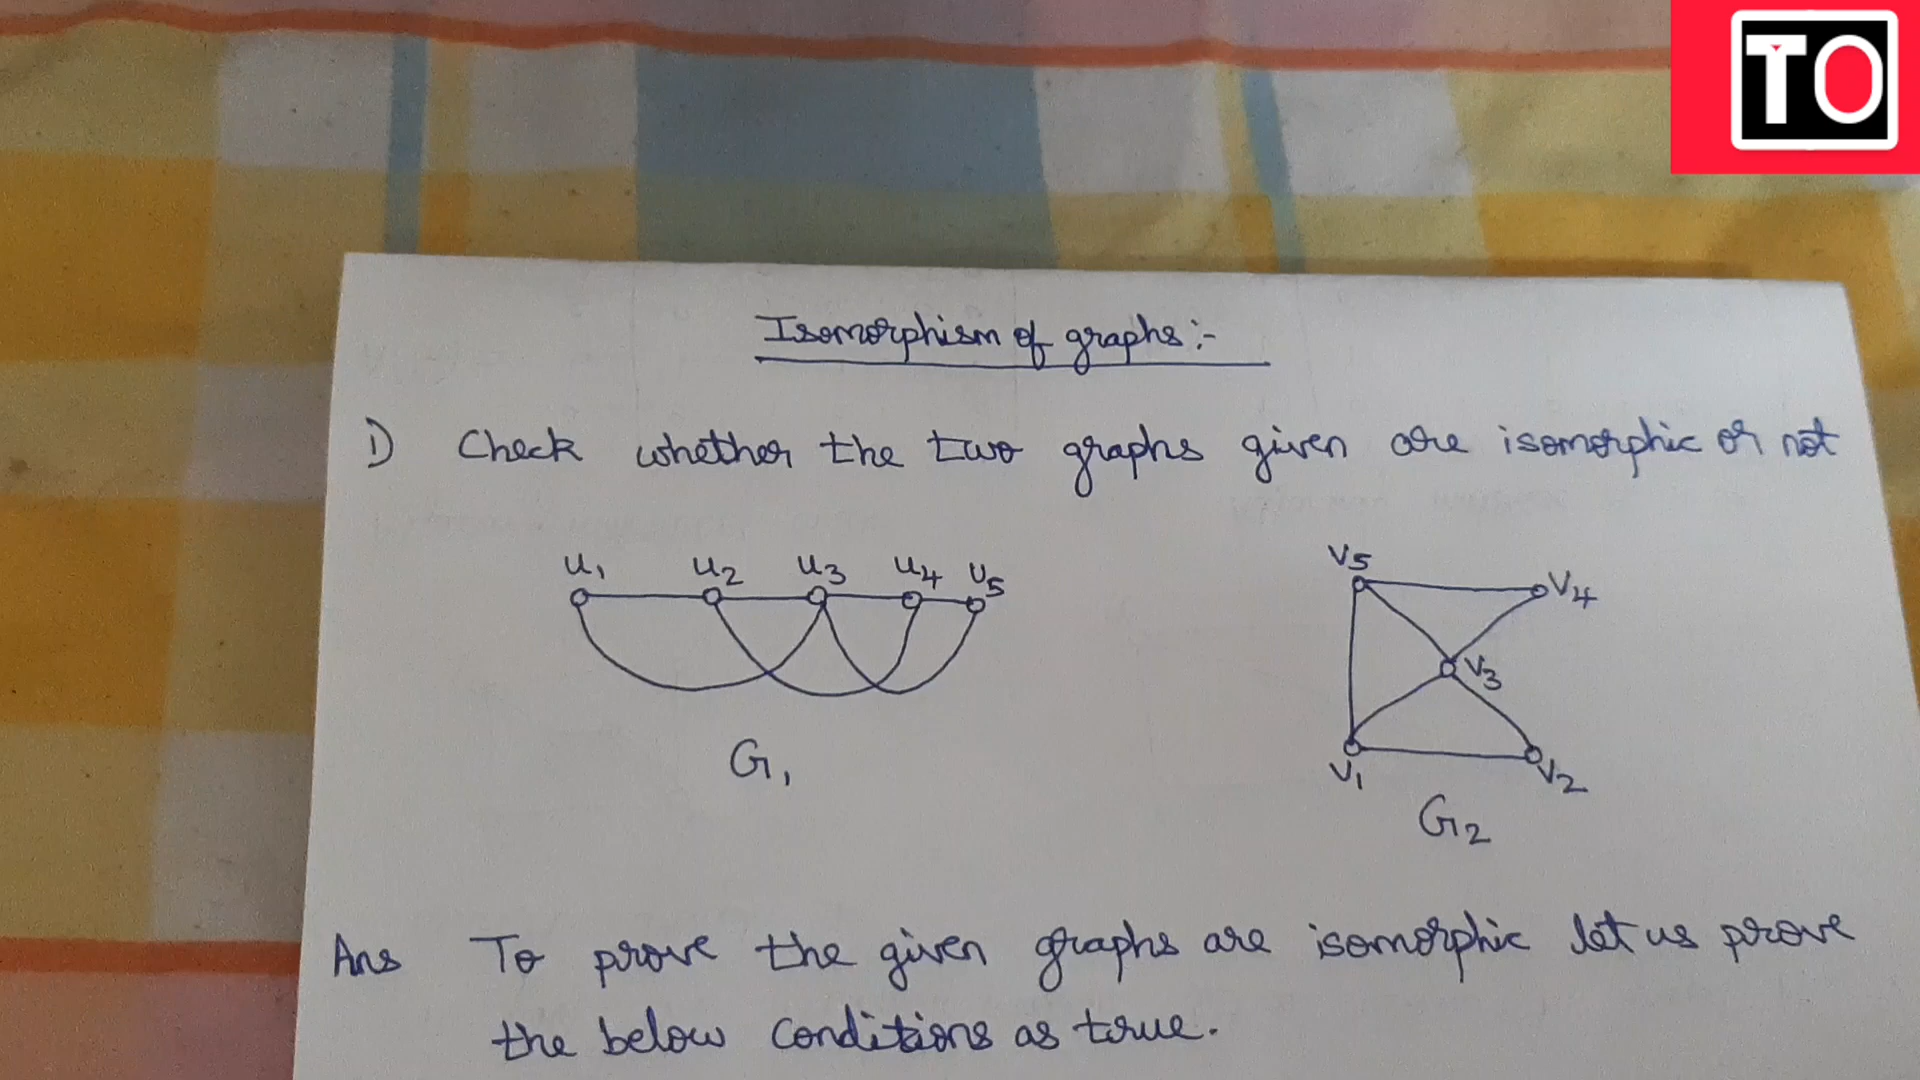 TO
Isomorphism of graphs:-
1) Check whether the two graphs given are isomorphic or not
u1 u2 u3 u4 u5
G1
v5
v4
v3
v1
v2
G2
Ans To prove the given graphs are isomorphic let us prove
the below conditions as true.